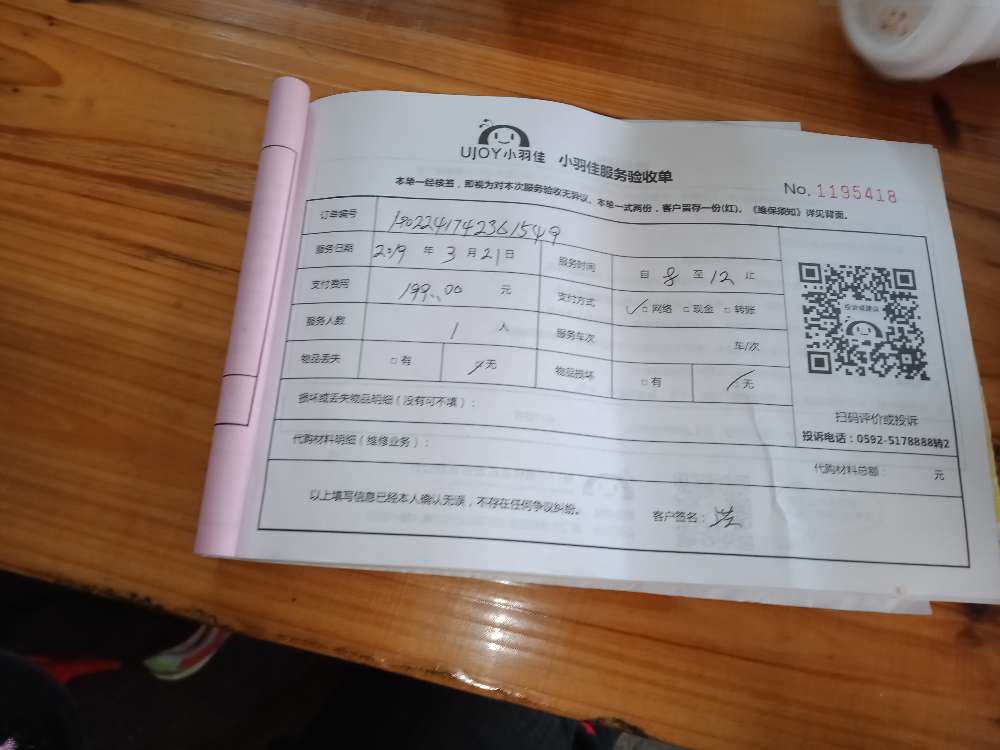 UJOY小羽佳 小羽佳服务验收单
No. 1195418
本单一经核签，即视为对本次服务验收无异议。本单一式两份，客户留存一份(红)。《维保须知》详见背面。
订单编号
服务日期 2019 年 3 月 21 日 服务时间 自 8 至 12 止
支付费用 199.00 元 支付方式 ✓□ 网络 □ 现金 □ 转账
服务人数 1 人 服务车次 车/次
物品丢失 □ 有 ✓ 无 物品损坏 □ 有 ✓□ 无
投诉或建议
扫码评价或投诉
投诉电话：0592-5178888转2
损坏或丢失物品明细（没有可不填）：
代购材料明细（维修业务）：
代购材料总额： 元
以上填写信息已经本人确认无误，不存在任何争议纠纷。 客户签名：